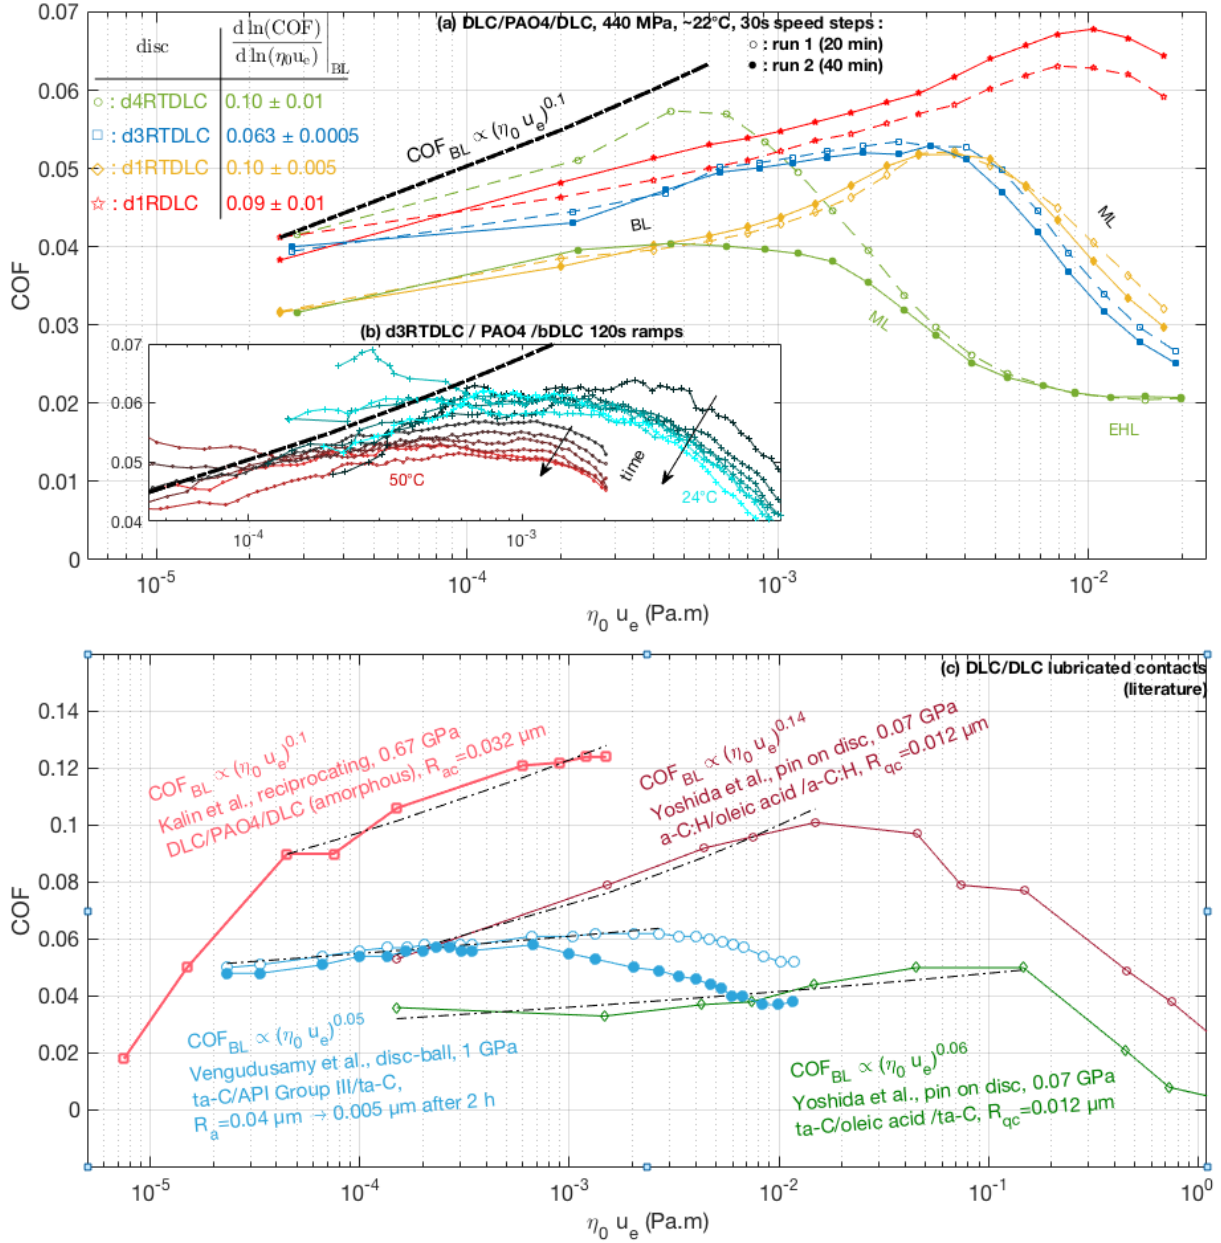 (a) DLC/PAO4/DLC, 440 MPa, ~22°C, 30s speed steps :
: run 1 (20 min)
: run 2 (40 min)
disc d ln(COF) / d ln(η₀uₑ) |BL
: d4RTDLC 0.10 ± 0.01
: d3RTDLC 0.063 ± 0.0005
: d1RTDLC 0.10 ± 0.005
: d1RDLC 0.09 ± 0.01
COF_BL ∝ (η₀ uₑ)^0.1
BL
ML
ML
EHL
0.07
0.06
0.05
0.04
0.03
0.02
0.01
0
COF
(b) d3RTDLC / PAO4 /bDLC 120s ramps
0.07
0.06
0.05
0.04
50°C
time
24°C
10⁻⁴ 10⁻³
10⁻⁵ 10⁻⁴ 10⁻³ 10⁻²
η₀ uₑ (Pa.m)
(c) DLC/DLC lubricated contacts
(literature)
0.14
0.12
0.1
0.08
0.06
0.04
0.02
0
COF
COF_BL ∝ (η₀ uₑ)^0.1
Kalin et al., reciprocating, 0.67 GPa
DLC/PAO4/DLC (amorphous), R_ac=0.032 μm
COF_BL ∝ (η₀ uₑ)^0.14
Yoshida et al., pin on disc, 0.07 GPa
a-C:H/oleic acid /a-C:H, R_qc=0.012 μm
COF_BL ∝ (η₀ uₑ)^0.05
Vengudusamy et al., disc-ball, 1 GPa
ta-C/API Group III/ta-C,
Rₐ=0.04 μm → 0.005 μm after 2 h
COF_BL ∝ (η₀ uₑ)^0.06
Yoshida et al., pin on disc, 0.07 GPa
ta-C/oleic acid /ta-C, R_qc=0.012 μm
10⁻⁵ 10⁻⁴ 10⁻³ 10⁻² 10⁻¹ 10⁰
η₀ uₑ (Pa.m)